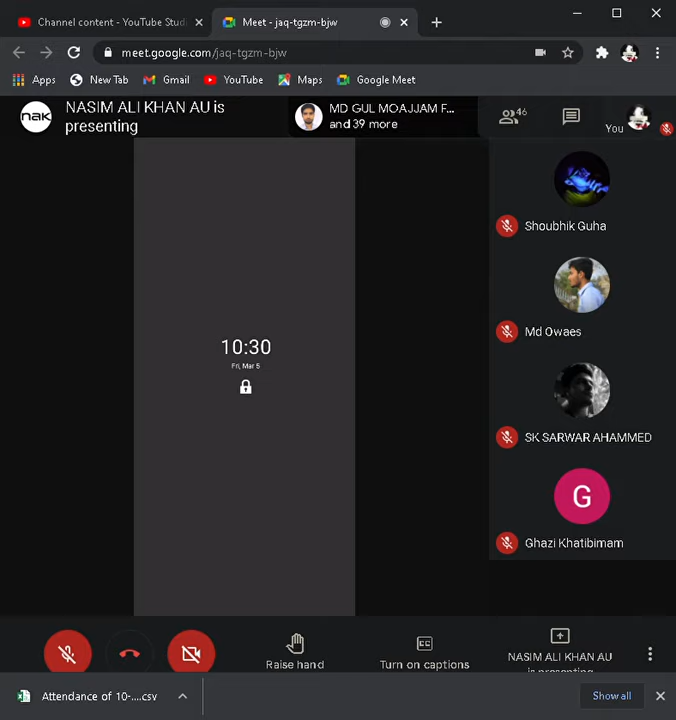 Channel content - YouTube Stud
Meet - jaq-tgzm-bjw
meet.google.com/jaq-tgzm-bjw
Apps New Tab Gmail YouTube Maps Google Meet
nak
NASIM ALI KHAN AU is
presenting
MD GUL MOAJJAM F...
and 39 more
46
You
Shoubhik Guha
Md Owaes
10:30
Fri, Mar 5
SK SARWAR AHAMMED
G
Ghazi Khatibimam
CC
Raise hand
Turn on captions
NASIM ALI KHAN AU
is presenting
Attendance of 10-....csv
Show all